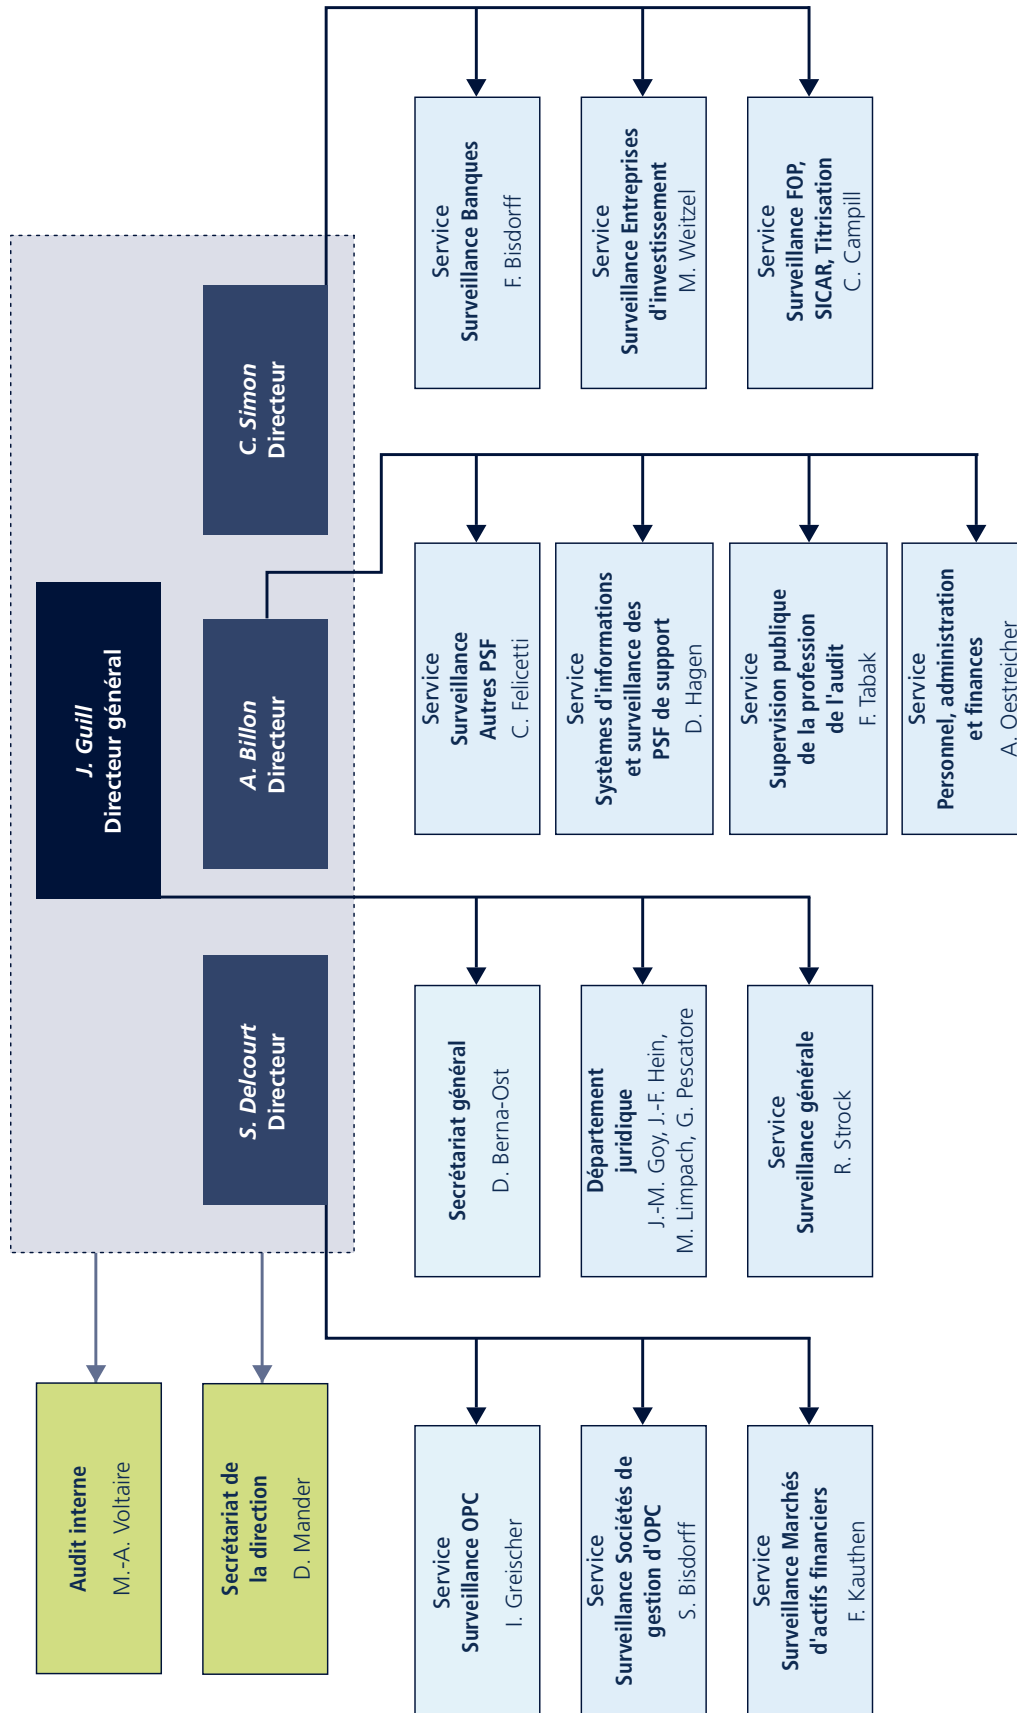 Audit interne
M.-A. Voltaire
Secrétariat de
la direction
D. Mander
J. Guill
Directeur général
S. Delcourt
Directeur
A. Billon
Directeur
C. Simon
Directeur
Service
Surveillance OPC
I. Greischer
Service
Surveillance Sociétés de
gestion d'OPC
S. Bisdorff
Service
Surveillance Marchés
d'actifs financiers
F. Kauthen
Secrétariat général
D. Berna-Ost
Département
juridique
J.-M. Goy, J.-F. Hein,
M. Limpach, G. Pescatore
Service
Surveillance générale
R. Strock
Service
Surveillance
Autres PSF
C. Felicetti
Service
Systèmes d'informations
et surveillance des
PSF de support
D. Hagen
Service
Supervision publique
de la profession
de l'audit
F. Tabak
Service
Personnel, administration
et finances
A. Oestreicher
Service
Surveillance Banques
F. Bisdorff
Service
Surveillance Entreprises
d'investissement
M. Weitzel
Service
Surveillance FOP,
SICAR, Titrisation
C. Campill